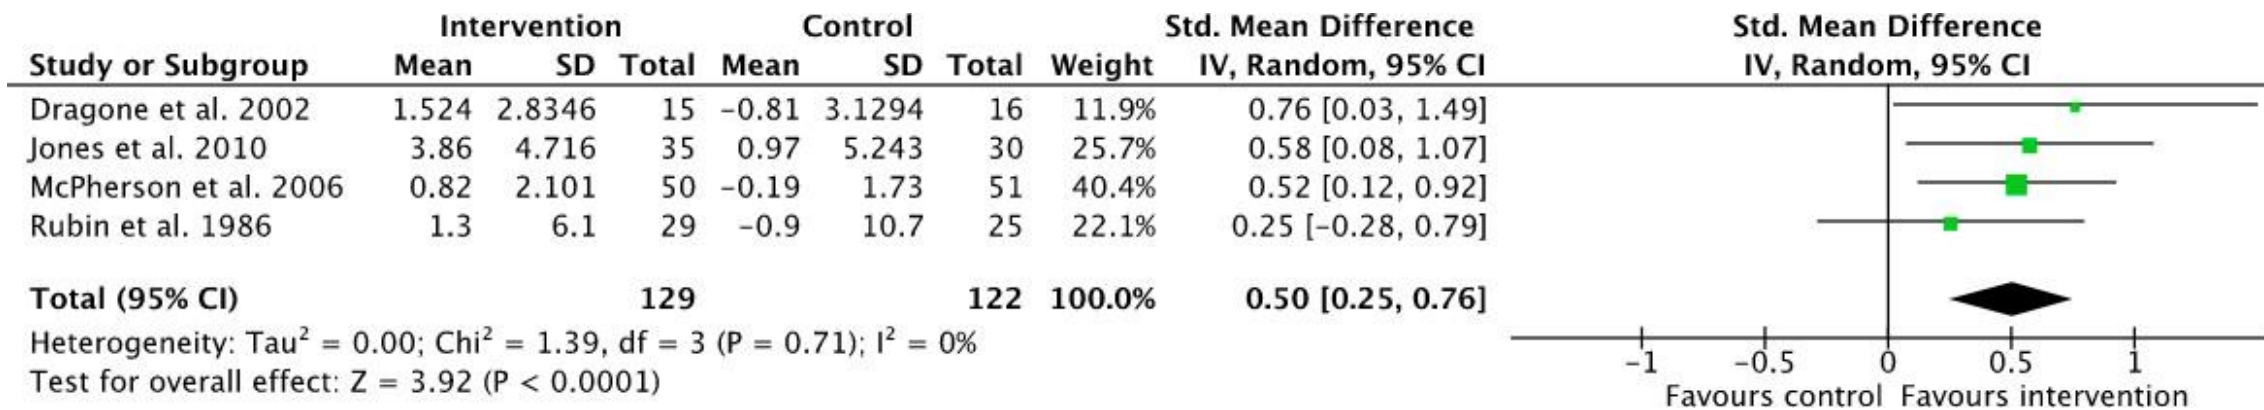 Intervention Control Std. Mean Difference Std. Mean Difference
Study or Subgroup Mean SD Total Mean SD Total Weight IV, Random, 95% CI IV, Random, 95% CI
Dragone et al. 2002 1.524 2.8346 15 −0.81 3.1294 16 11.9% 0.76 [0.03, 1.49]
Jones et al. 2010 3.86 4.716 35 0.97 5.243 30 25.7% 0.58 [0.08, 1.07]
McPherson et al. 2006 0.82 2.101 50 −0.19 1.73 51 40.4% 0.52 [0.12, 0.92]
Rubin et al. 1986 1.3 6.1 29 −0.9 10.7 25 22.1% 0.25 [−0.28, 0.79]
Total (95% CI) 129 122 100.0% 0.50 [0.25, 0.76]
Heterogeneity: Tau² = 0.00; Chi² = 1.39, df = 3 (P = 0.71); I² = 0%
Test for overall effect: Z = 3.92 (P < 0.0001)
−1 −0.5 0 0.5 1
Favours control Favours intervention